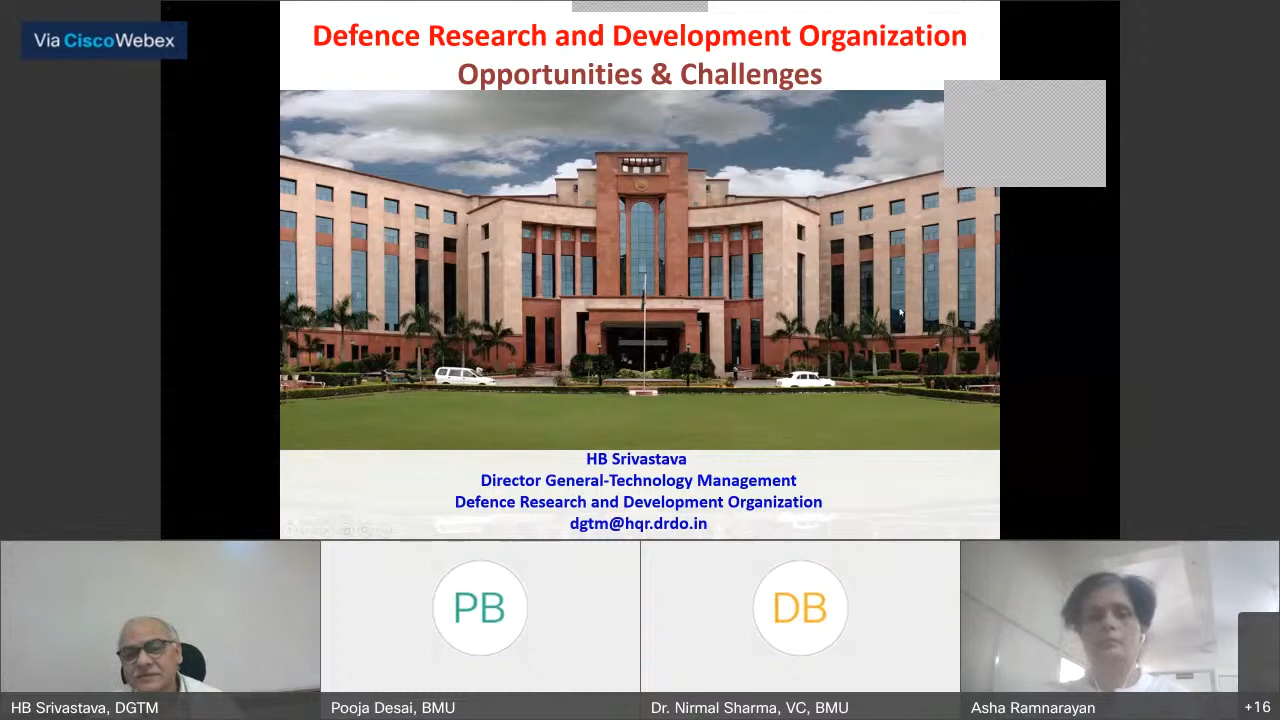 Via Cisco Webex
Defence Research and Development Organization
Opportunities & Challenges
HB Srivastava
Director General-Technology Management
Defence Research and Development Organization
dgtm@hqr.drdo.in
PB
DB
HB Srivastava, DGTM
Pooja Desai, BMU
Dr. Nirmal Sharma, VC, BMU
Asha Ramnarayan
+16